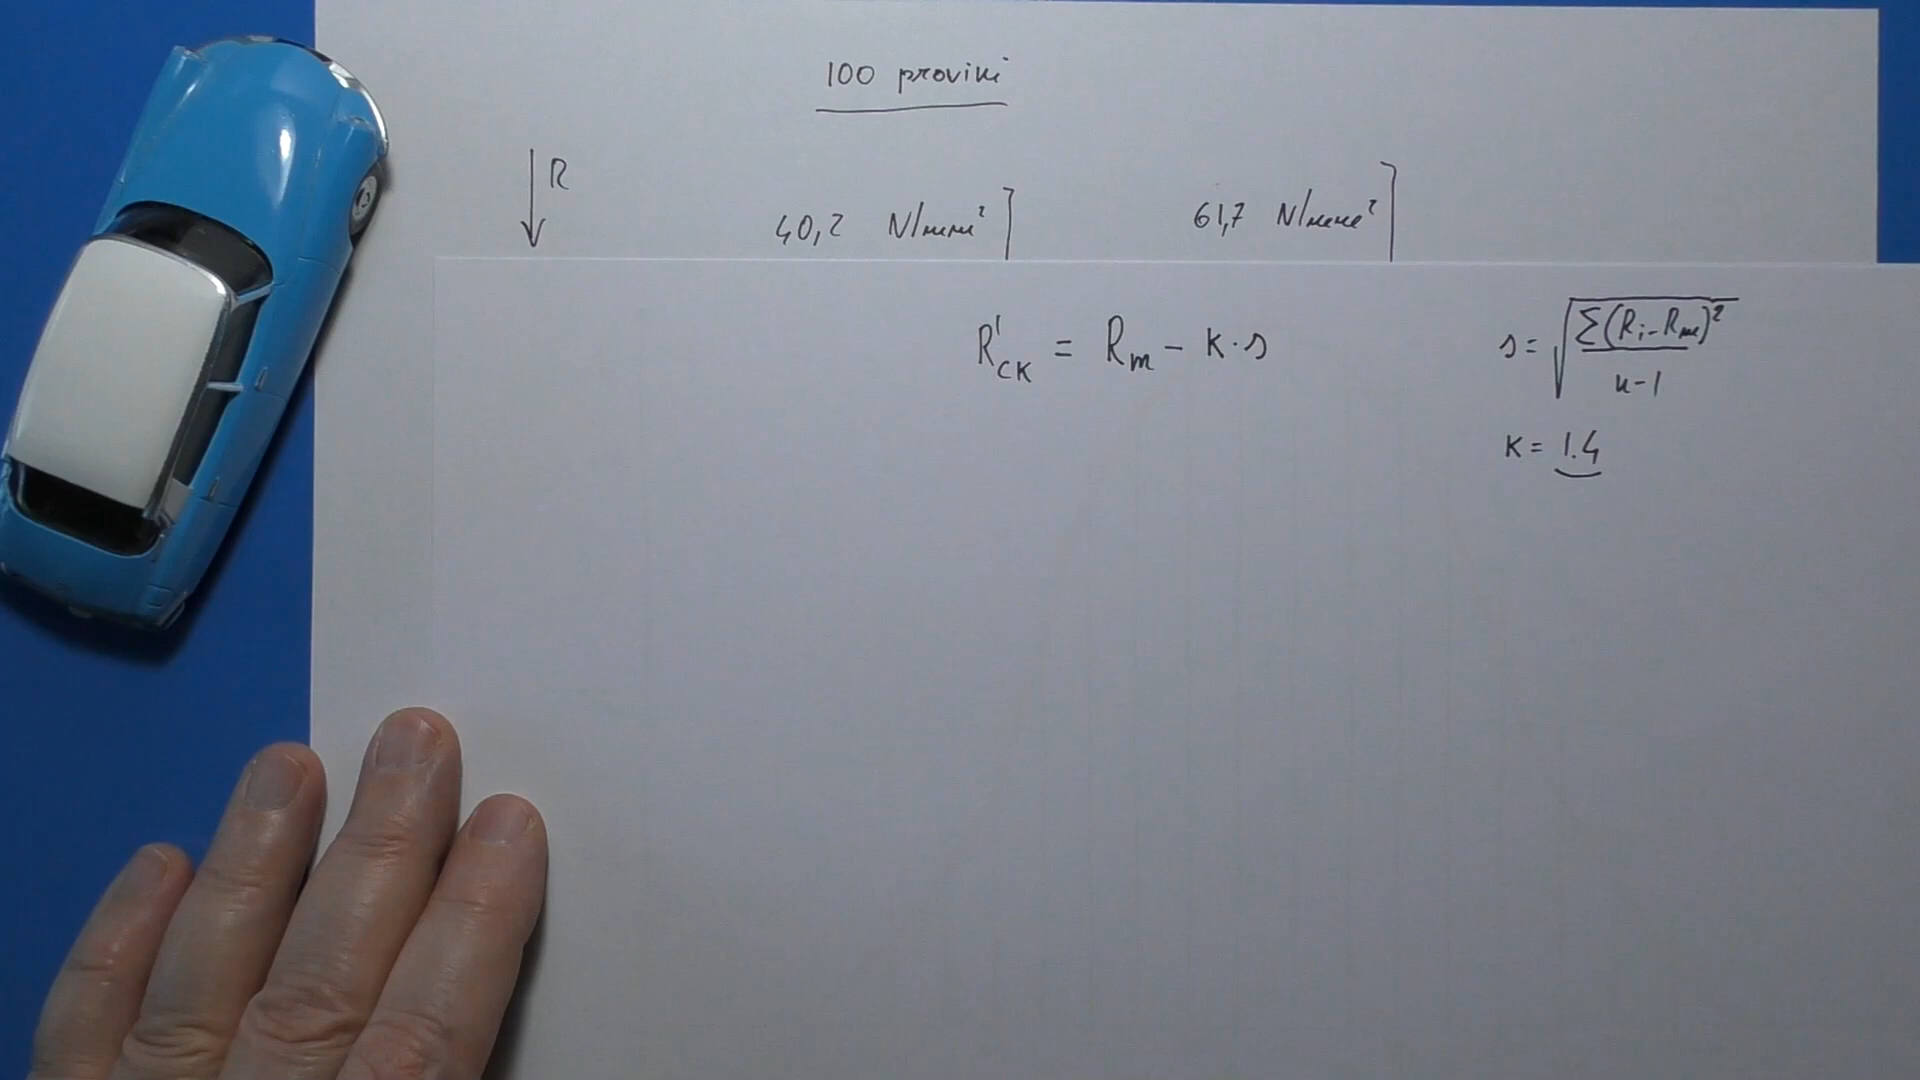 100 provini
R
40,2 N/mm²
61,7 N/mm²
R'ck = Rm - k·s
s = √(∑(Ri-Rm)²/n-1)
k = 1.4